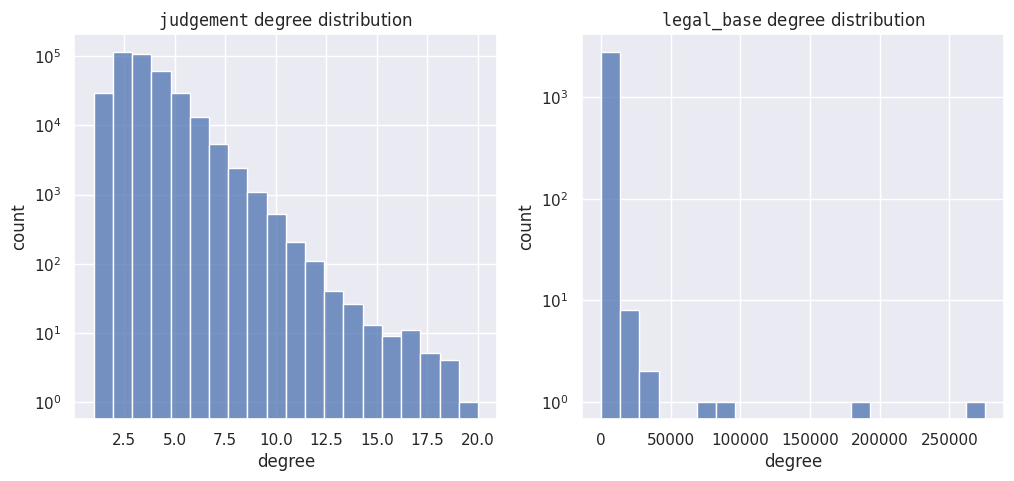 judgement degree distribution
10^5
10^4
10^3
10^2
10^1
10^0
count
2.5 5.0 7.5 10.0 12.5 15.0 17.5 20.0
degree
legal_base degree distribution
10^3
10^2
10^1
10^0
count
0 50000 100000 150000 200000 250000
degree